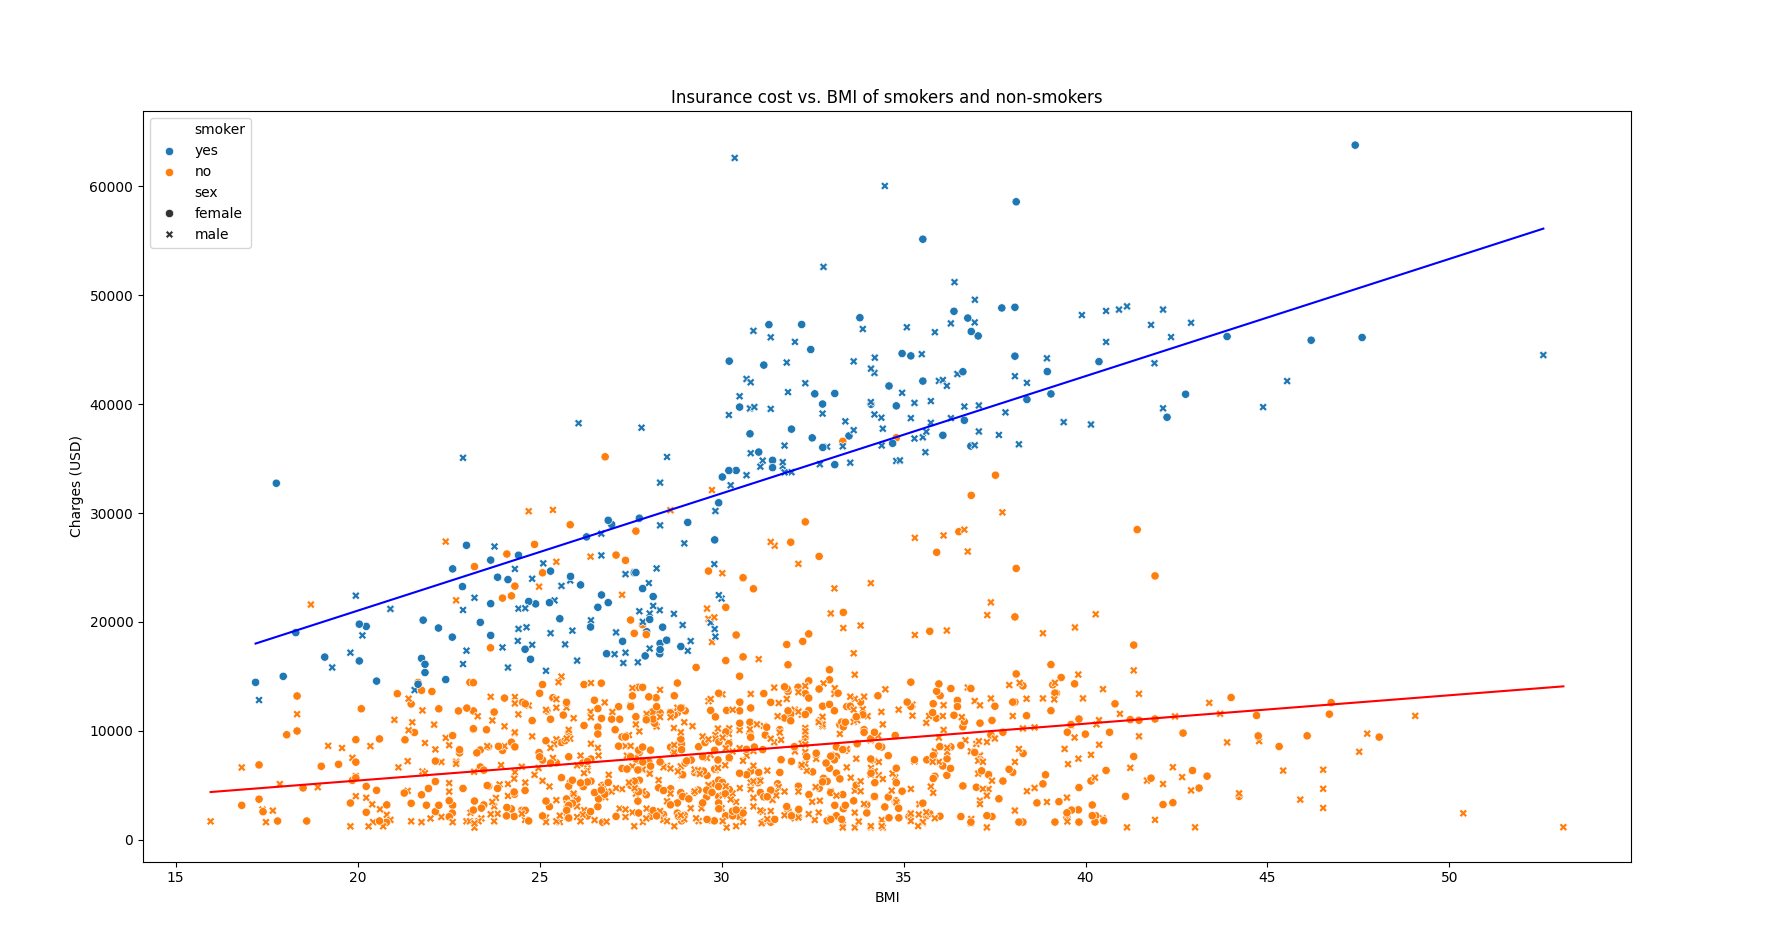 Insurance cost vs. BMI of smokers and non-smokers
smoker
yes
no
sex
female
male
60000
50000
40000
30000
20000
10000
0
Charges (USD)
15 20 25 30 35 40 45 50
BMI